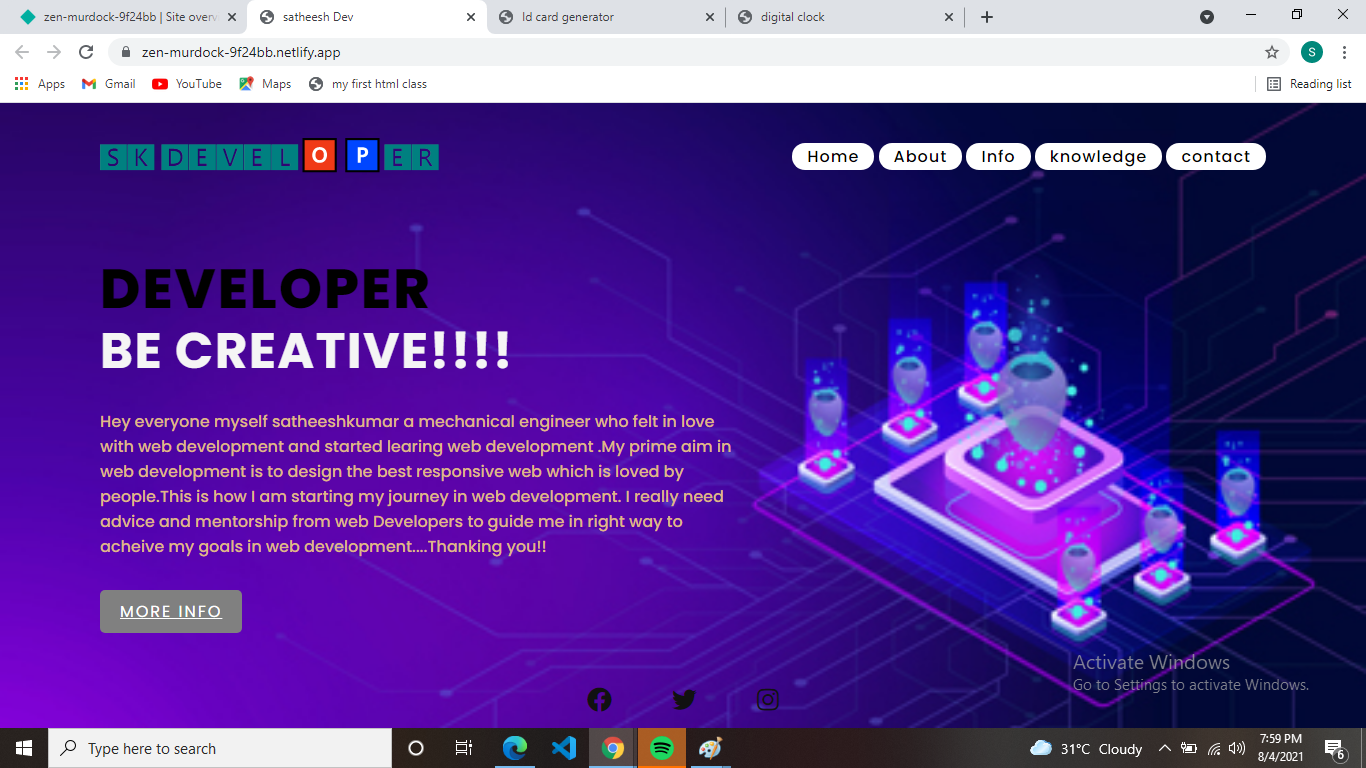 zen-murdock-9f24bb | Site overv
satheesh Dev
Id card generator
digital clock
zen-murdock-9f24bb.netlify.app
S
Apps
Gmail
YouTube
Maps
my first html class
Reading list
SK DEVELOPER
Home
About
Info
knowledge
contact
DEVELOPER
BE CREATIVE!!!!
Hey everyone myself satheeshkumar a mechanical engineer who felt in love
with web development and started learing web development .My prime aim in
web development is to design the best responsive web which is loved by
people.This is how I am starting my journey in web development. I really need
advice and mentorship from web Developers to guide me in right way to
acheive my goals in web development....Thanking you!!
MORE INFO
Activate Windows
Go to Settings to activate Windows.
Type here to search
31°C Cloudy
7:59 PM
8/4/2021
6